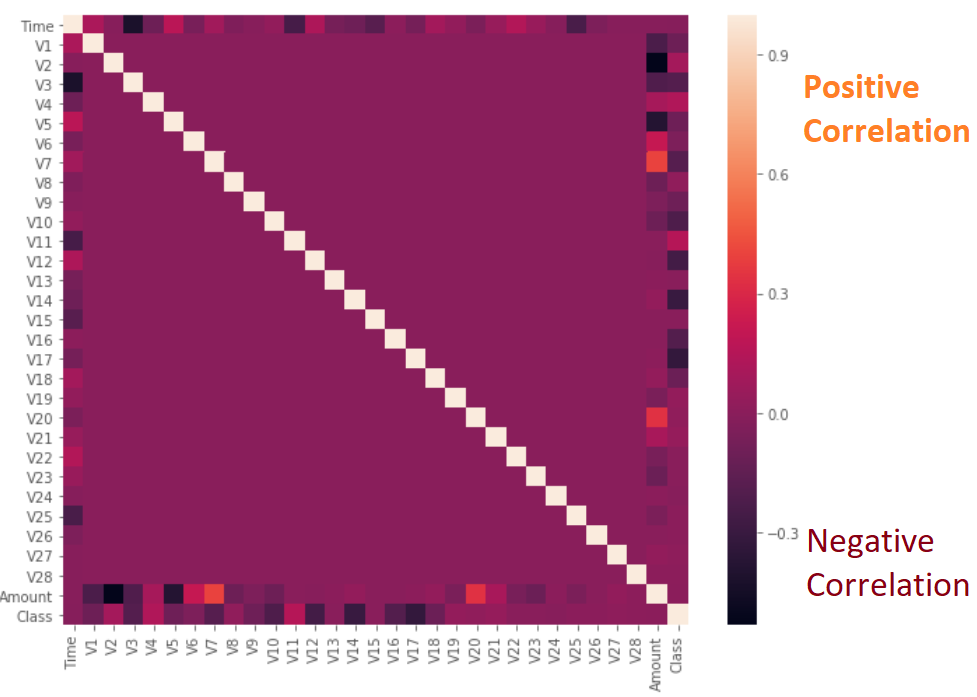 Time
V1
V2
V3
V4
V5
V6
V7
V8
V9
V10
V11
V12
V13
V14
V15
V16
V17
V18
V19
V20
V21
V22
V23
V24
V25
V26
V27
V28
Amount
Class
Time
V1
V2
V3
V4
V5
V6
V7
V8
V9
V10
V11
V12
V13
V14
V15
V16
V17
V18
V19
V20
V21
V22
V23
V24
V25
V26
V27
V28
Amount
Class
0.9
0.6
0.3
0.0
−0.3
Positive
Correlation
Negative
Correlation